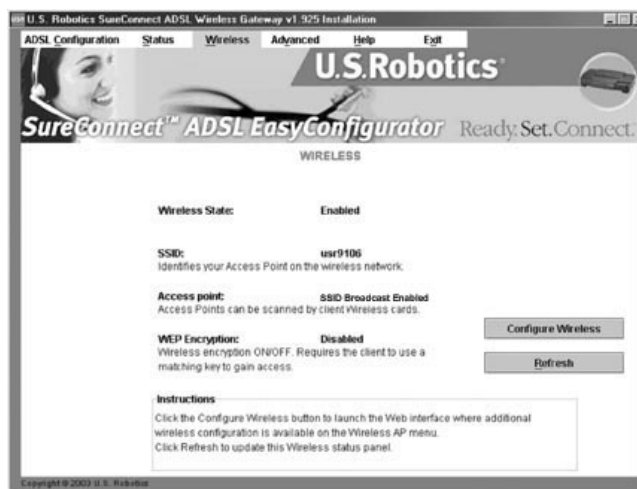 U.S. Robotics SureConnect ADSL Wireless Gateway v1.925 Installation
ADSL Configuration Status Wireless Advanced Help Exit
U.S.Robotics
SureConnect™ ADSL EasyConfigurator Ready. Set. Connect.
WIRELESS
Wireless State: Enabled
SSID: usr9106
Identifies your Access Point on the wireless network.
Access point: SSID Broadcast Enabled
Access Points can be scanned by client Wireless cards.
Configure Wireless
WEP Encryption: Disabled
Wireless encryption ON/OFF. Requires the client to use a
matching key to gain access.
Refresh
Instructions
Click the Configure Wireless button to launch the Web interface where additional
wireless configuration is available on the Wireless AP menu.
Click Refresh to update this Wireless status panel.
Copyright © 2003 U.S. Robotics